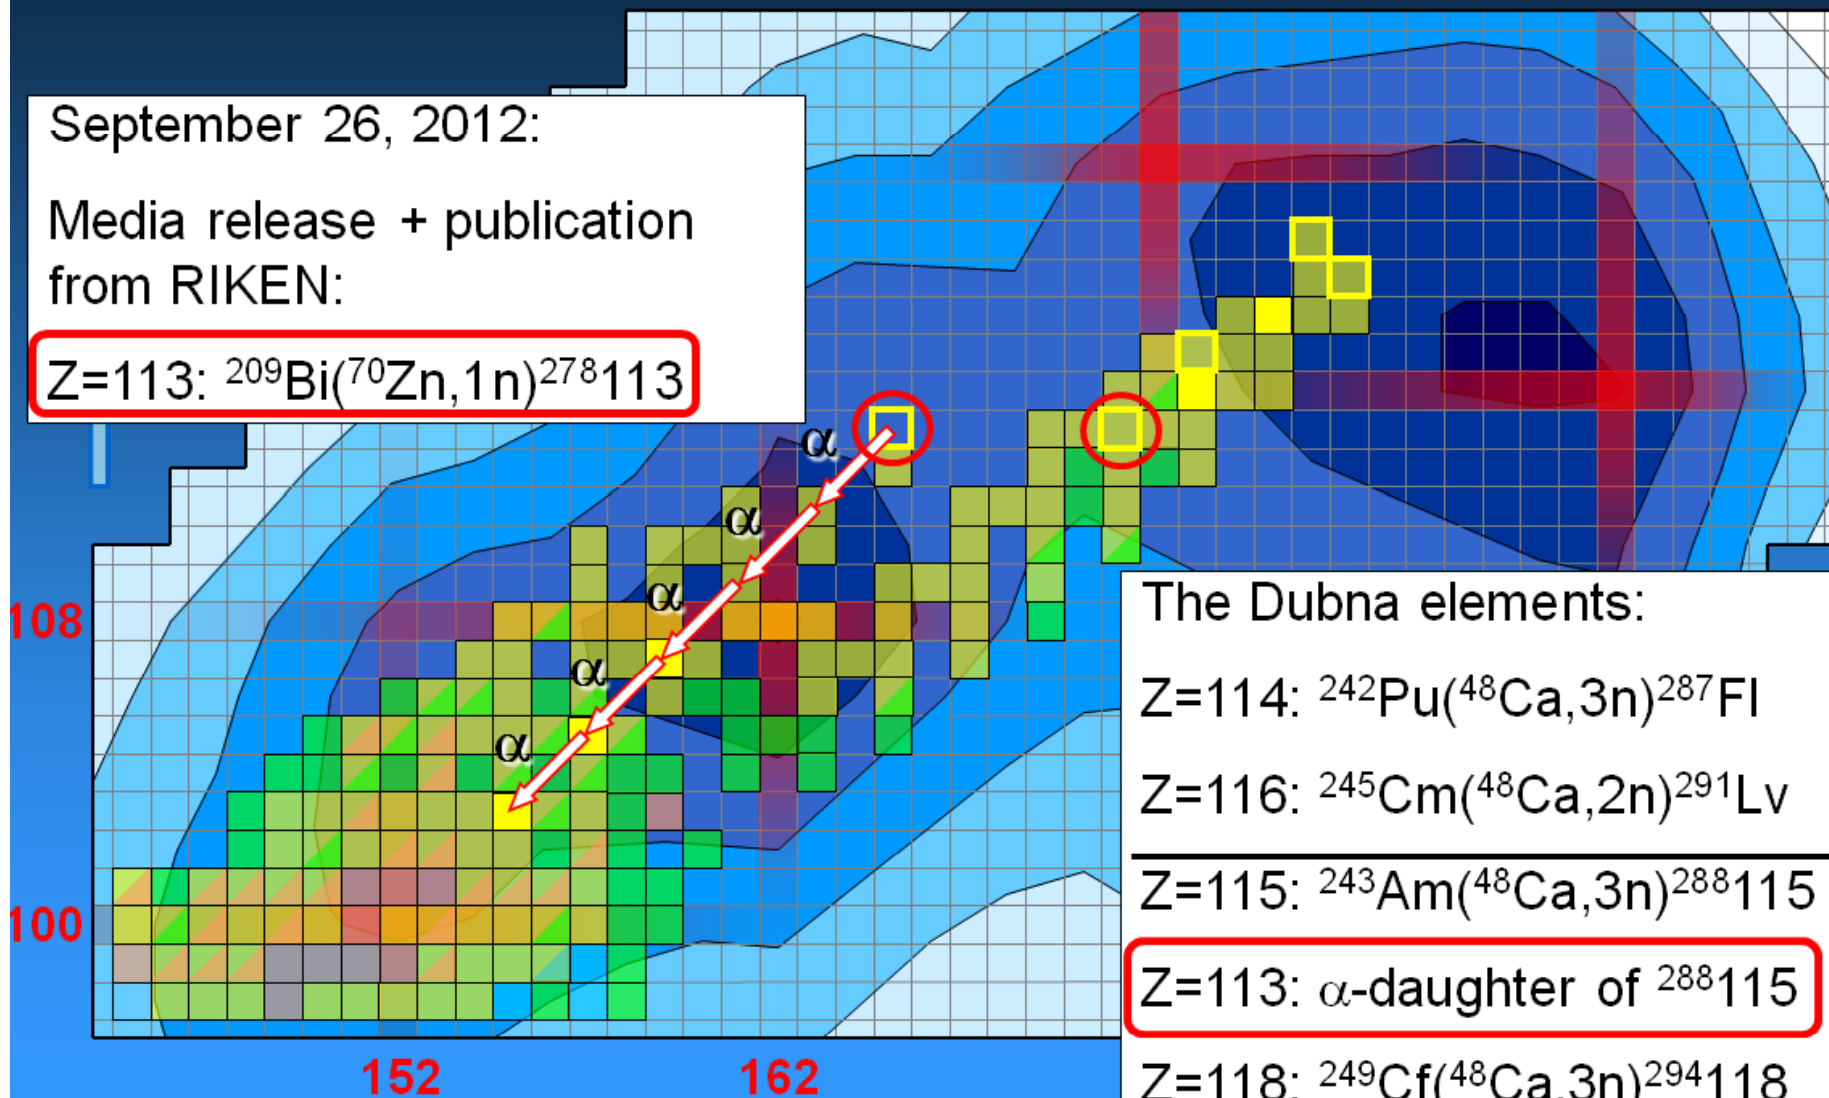 September 26, 2012:
Media release + publication
from RIKEN:
Z=113: ²⁰⁹Bi(⁷⁰Zn,1n)²⁷⁸113
α
α
α
α
α
108
100
152
162
The Dubna elements:
Z=114: ²⁴²Pu(⁴⁸Ca,3n)²⁸⁷Fl
Z=116: ²⁴⁵Cm(⁴⁸Ca,2n)²⁹¹Lv
Z=115: ²⁴³Am(⁴⁸Ca,3n)²⁸⁸115
Z=113: α-daughter of ²⁸⁸115
Z=118: ²⁴⁹Cf(⁴⁸Ca,3n)²⁹⁴118